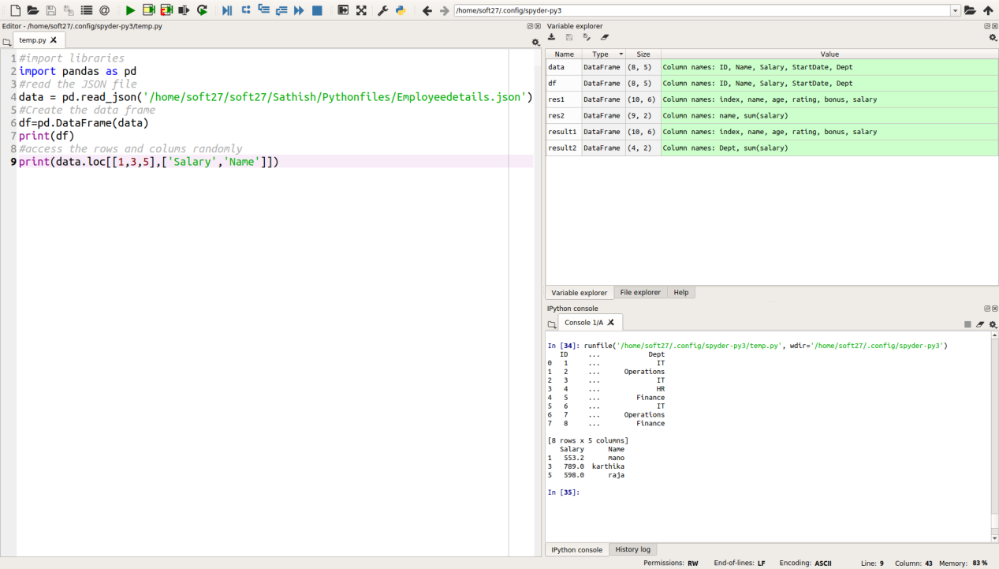 /home/soft27/.config/spyder-py3
Editor - /home/soft27/.config/spyder-py3/temp.py
temp.py
1 #import libraries
2 import pandas as pd
3 #read the JSON file
4 data = pd.read_json('/home/soft27/soft27/Sathish/Pythonfiles/Employeedetails.json')
5 #Create the data frame
6 df=pd.DataFrame(data)
7 print(df)
8 #access the rows and colums randomly
9 print(data.loc[[1,3,5],['Salary','Name']])
Variable explorer
Name Type Size Value
data DataFrame (8, 5) Column names: ID, Name, Salary, StartDate, Dept
df DataFrame (8, 5) Column names: ID, Name, Salary, StartDate, Dept
res1 DataFrame (10, 6) Column names: index, name, age, rating, bonus, salary
res2 DataFrame (9, 2) Column names: name, sum(salary)
result1 DataFrame (10, 6) Column names: index, name, age, rating, bonus, salary
result2 DataFrame (4, 2) Column names: Dept, sum(salary)
Variable explorer File explorer Help
IPython console
Console 1/A
In [34]: runfile('/home/soft27/.config/spyder-py3/temp.py', wdir='/home/soft27/.config/spyder-py3')
ID ... Dept
0 1 ... IT
1 2 ... Operations
2 3 ... IT
3 4 ... HR
4 5 ... Finance
5 6 ... IT
6 7 ... Operations
7 8 ... Finance
[8 rows x 5 columns]
Salary Name
1 553.2 mano
3 789.0 karthika
5 598.0 raja
In [35]:
IPython console History log
Permissions: RW End-of-lines: LF Encoding: ASCII Line: 9 Column: 43 Memory: 83 %